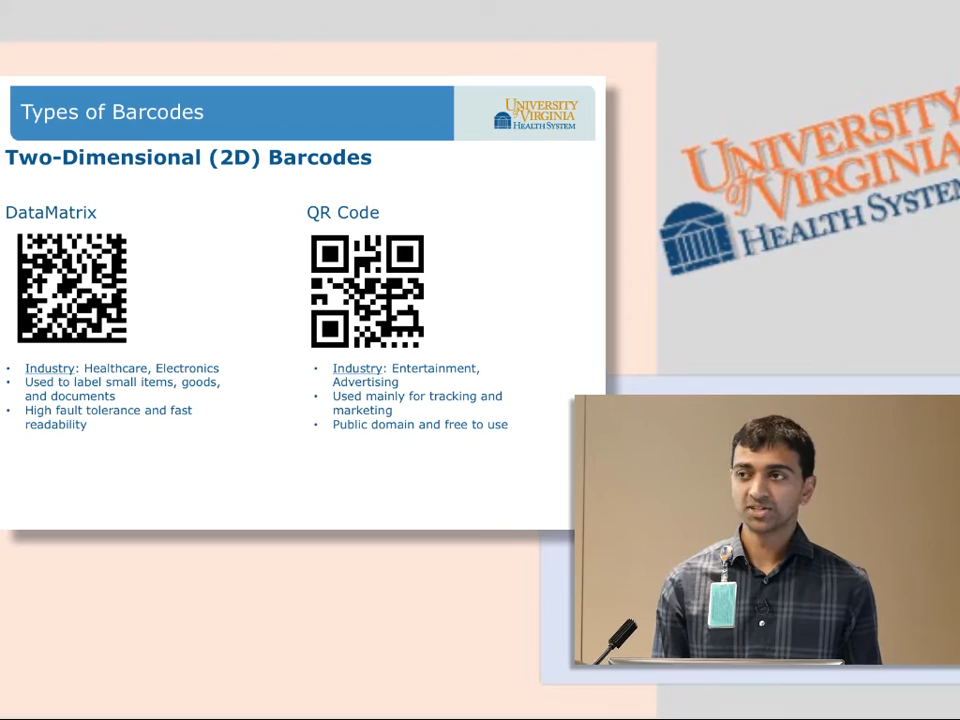 Types of Barcodes
UNIVERSITY
of VIRGINIA
HEALTH SYSTEM
Two-Dimensional (2D) Barcodes
DataMatrix
• Industry: Healthcare, Electronics
• Used to label small items, goods,
and documents
• High fault tolerance and fast
readability
QR Code
• Industry: Entertainment,
Advertising
• Used mainly for tracking and
marketing
• Public domain and free to use
UNIVERSITY
of VIRGINIA
HEALTH SYSTEM